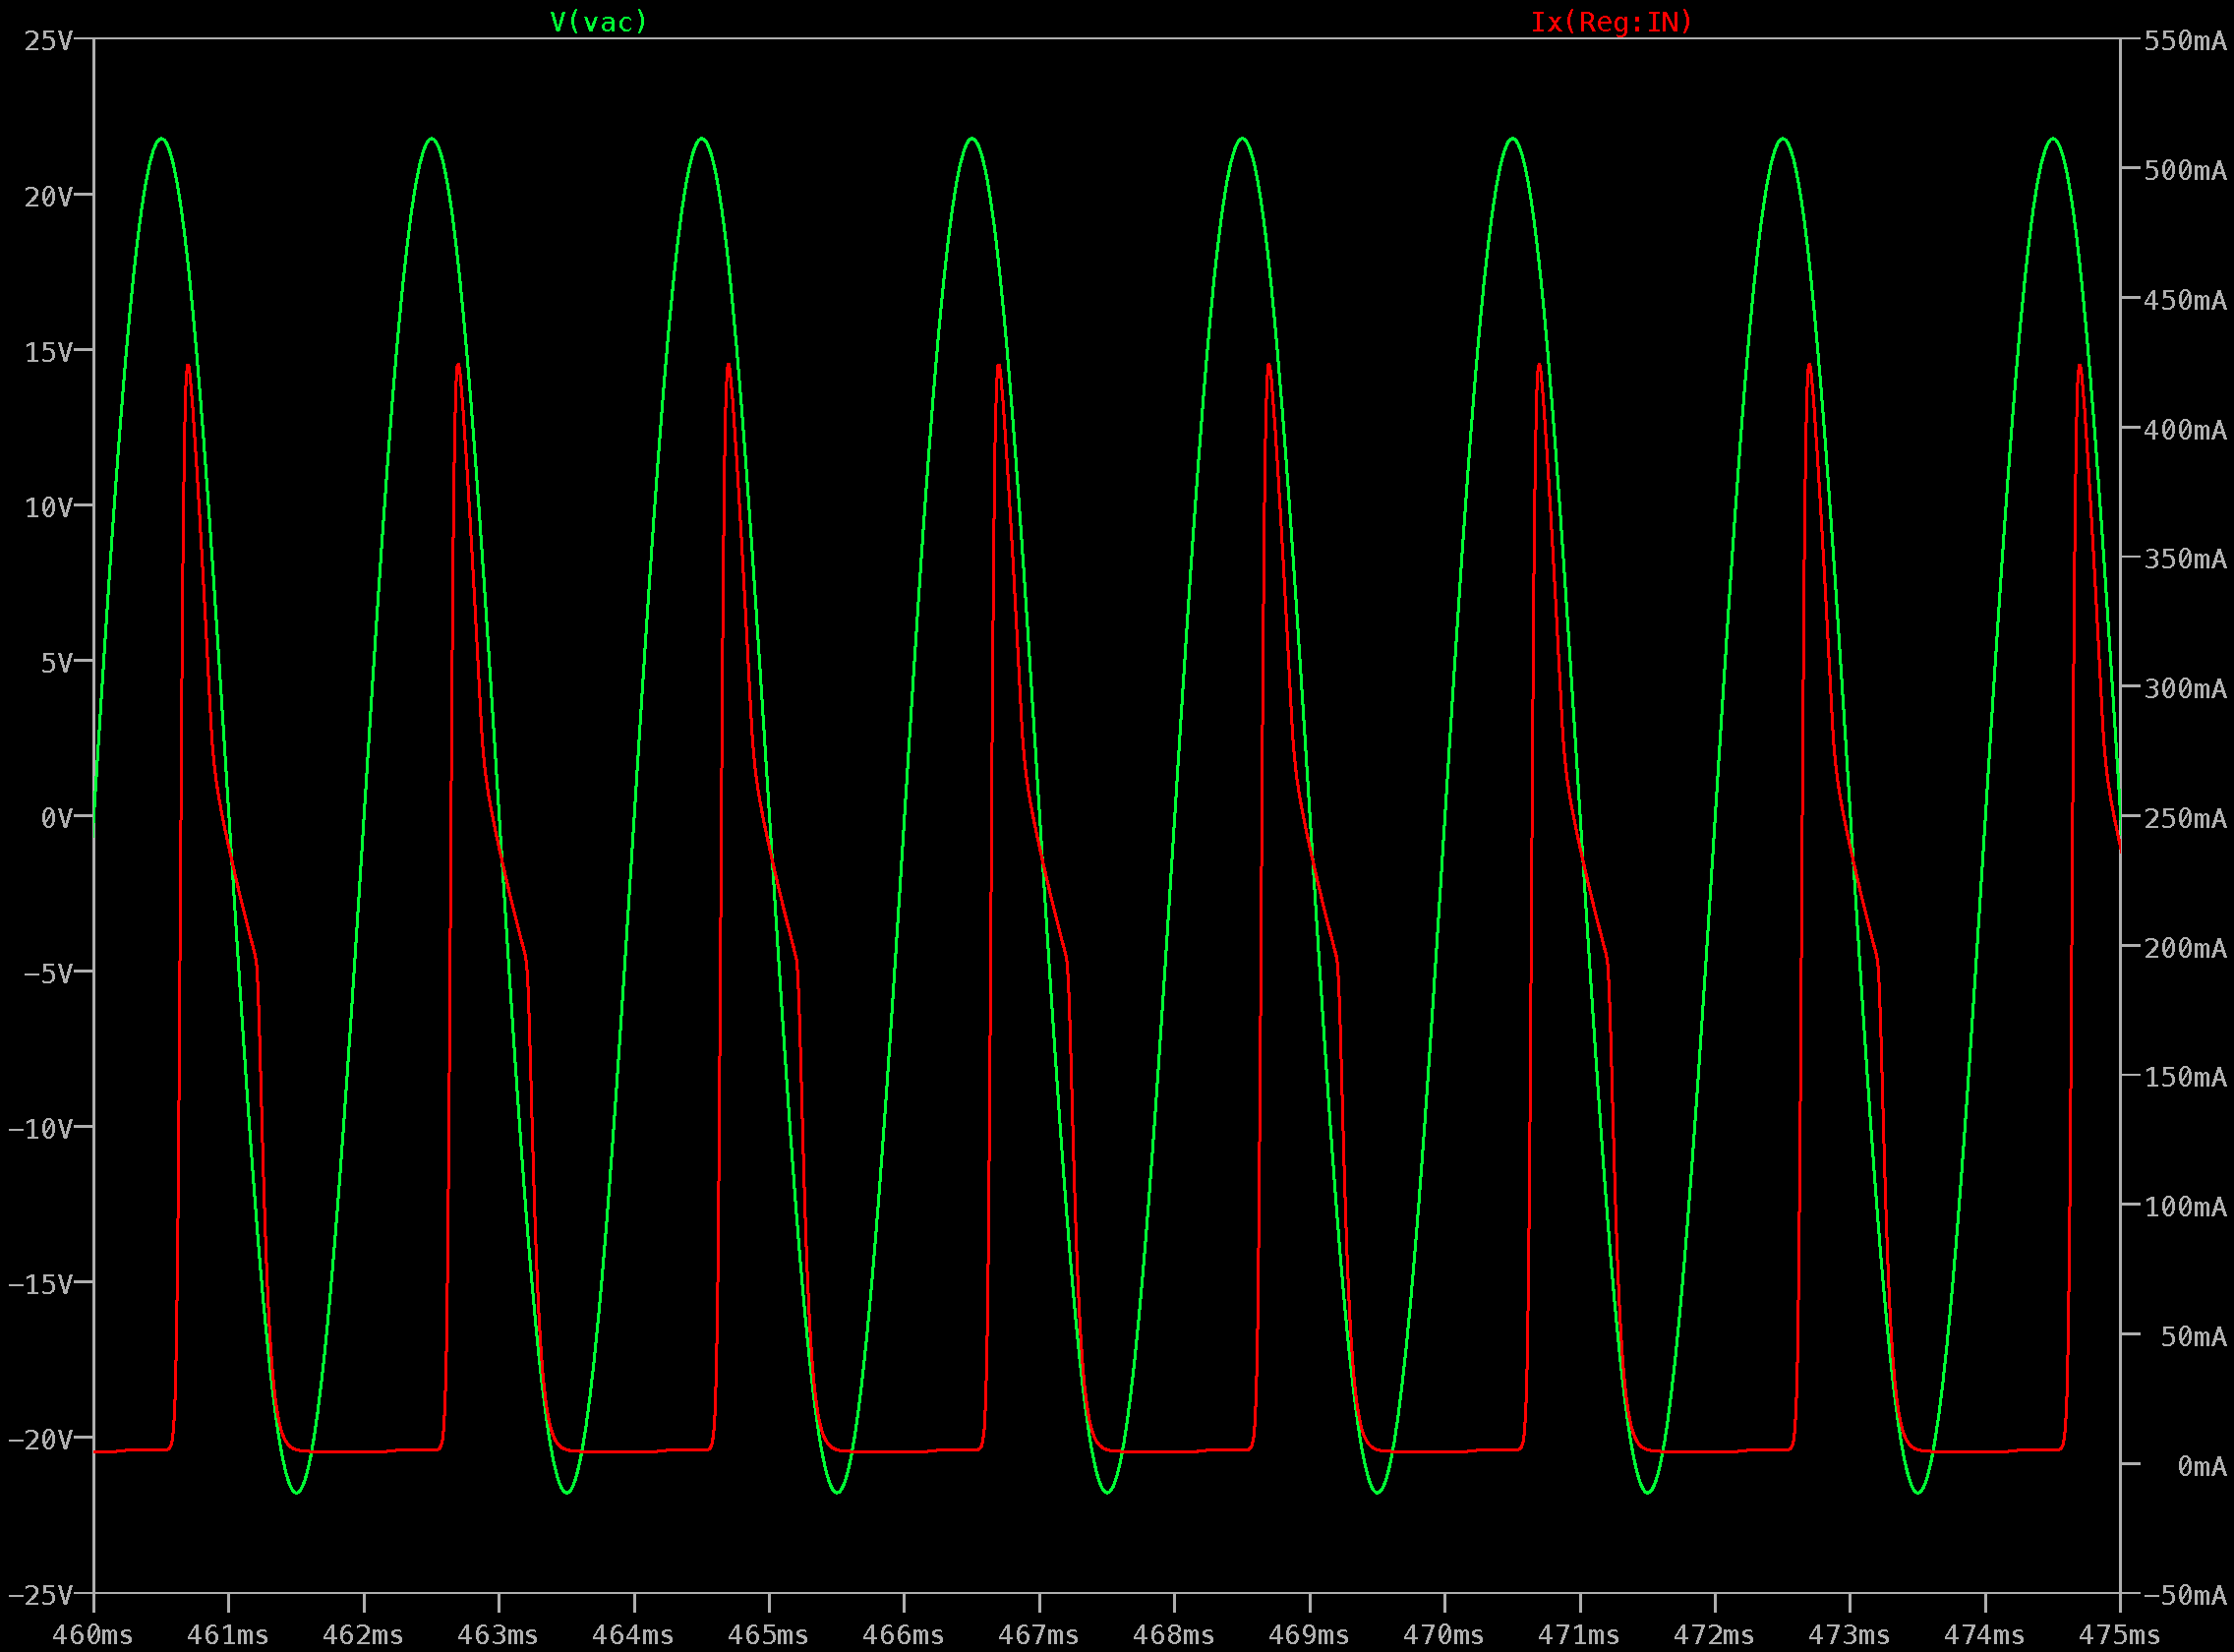 V(vac) Ix(Reg:IN)
25V 550mA
20V 500mA
15V 450mA
10V 400mA
5V 350mA
0V 300mA
−5V 250mA
−10V 200mA
−15V 150mA
−20V 100mA
−25V 50mA
0mA
−50mA
460ms 461ms 462ms 463ms 464ms 465ms 466ms 467ms 468ms 469ms 470ms 471ms 472ms 473ms 474ms 475ms